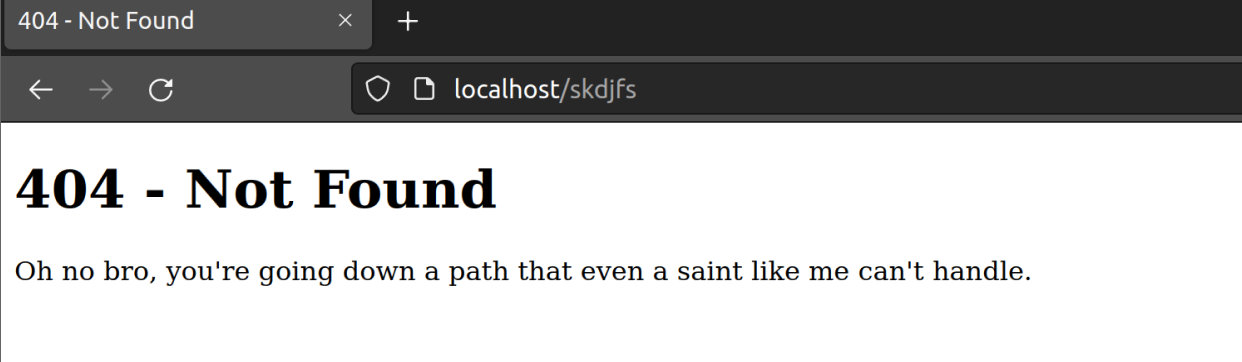 404 - Not Found
localhost/skdjfs
404 - Not Found
Oh no bro, you're going down a path that even a saint like me can't handle.